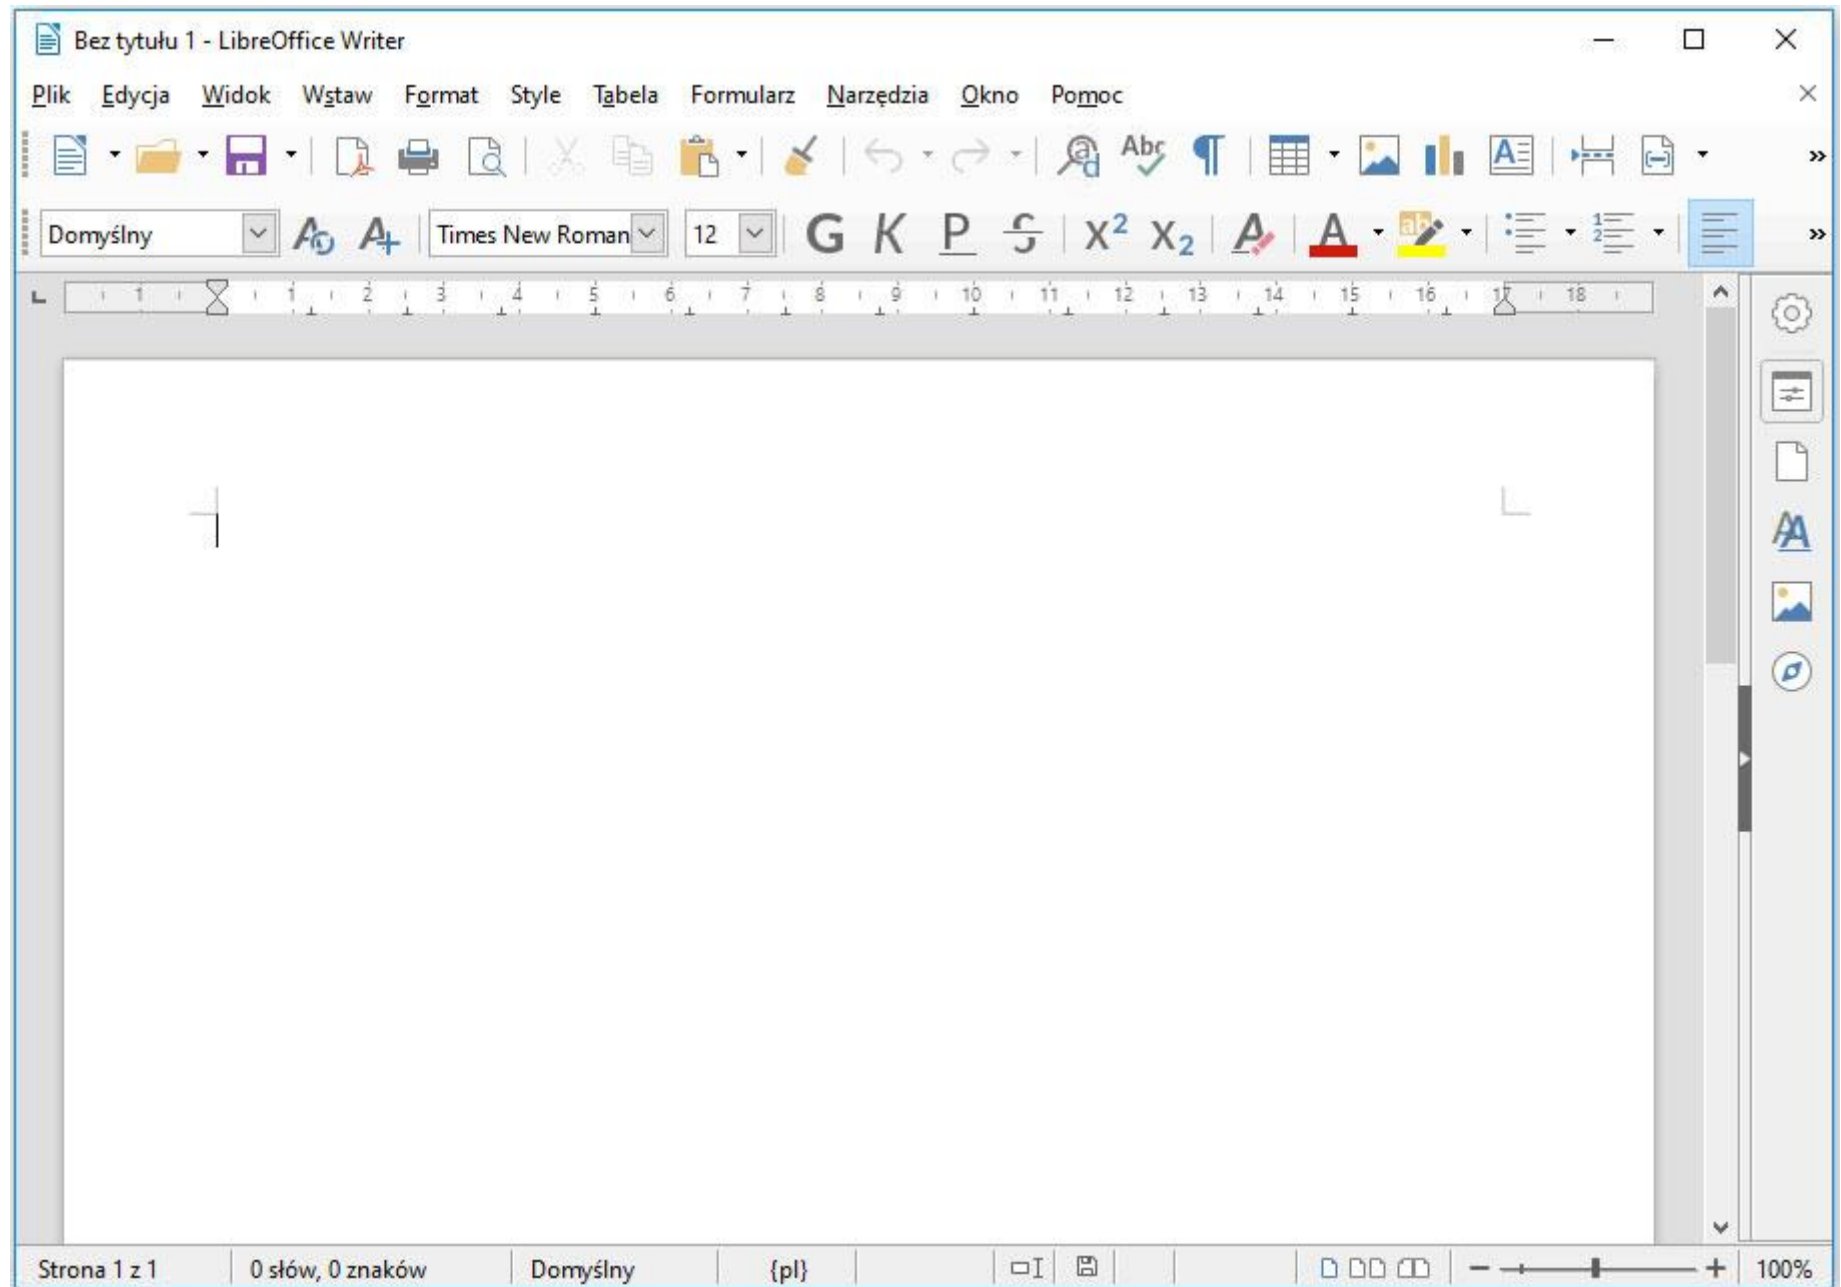 Bez tytułu 1 - LibreOffice Writer
Plik Edycja Widok Wstaw Format Style Tabela Formularz Narzędzia Okno Pomoc
Abc
Domyślny Times New Roman 12 G K P S X2 X2 A A ab
1 1 2 3 4 5 6 7 8 9 10 11 12 13 14 15 16 17 18
Strona 1 z 1 0 słów, 0 znaków Domyślny {pl} 100%